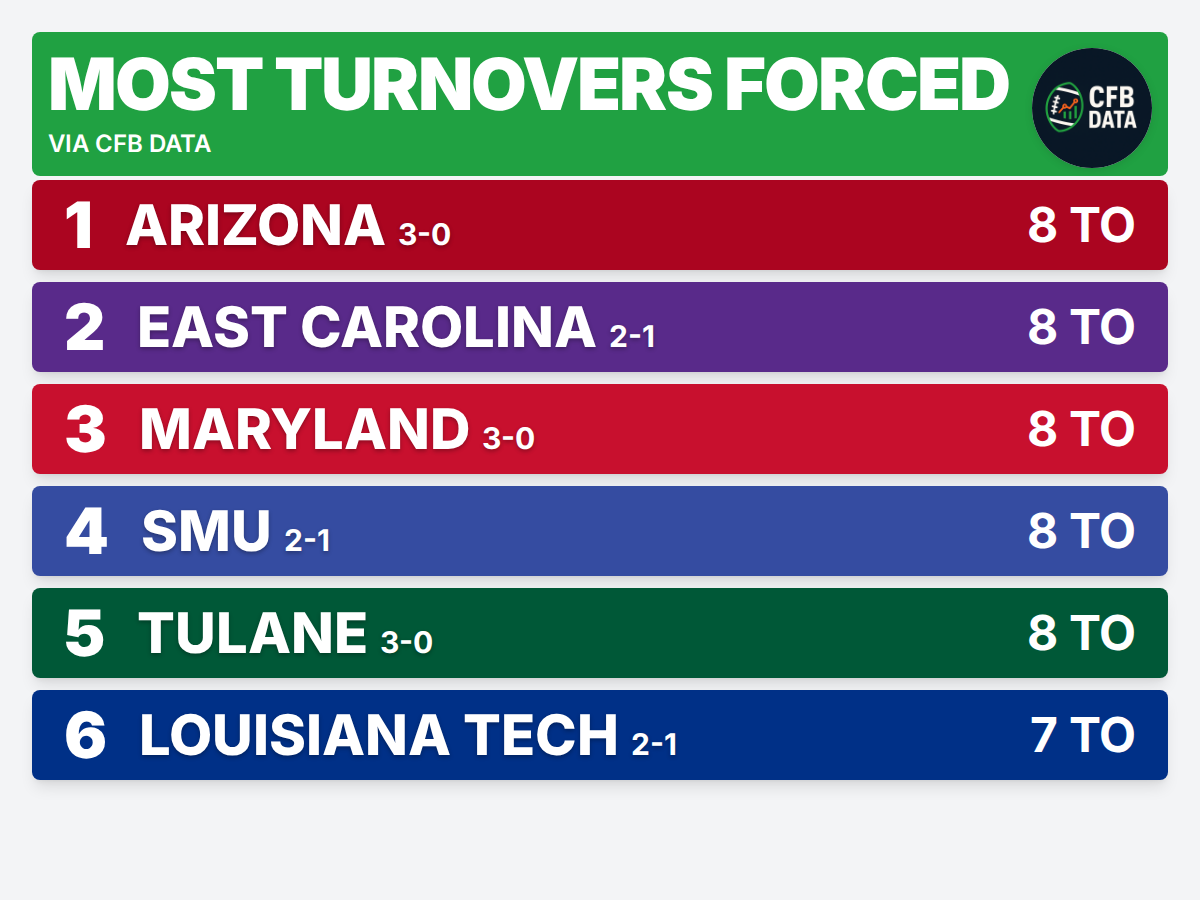 MOST TURNOVERS FORCED
VIA CFB DATA
CFB
DATA
1 ARIZONA 3-0 8 TO
2 EAST CAROLINA 2-1 8 TO
3 MARYLAND 3-0 8 TO
4 SMU 2-1 8 TO
5 TULANE 3-0 8 TO
6 LOUISIANA TECH 2-1 7 TO